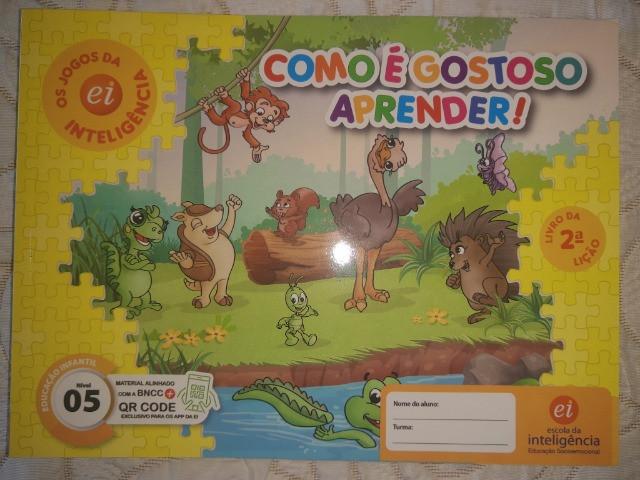 OS JOGOS DA
ei
INTELIGÊNCIA
COMO É GOSTOSO
APRENDER!
LIVRO DA
2ª
LIÇÃO
EDUCAÇÃO INFANTIL
Nível
05
MATERIAL ALINHADO
COM A BNCC +
QR CODE
EXCLUSIVO PARA OS APP DA EI
Nome do aluno:
Turma:
ei
escola da
inteligência
Educação Socioemocional